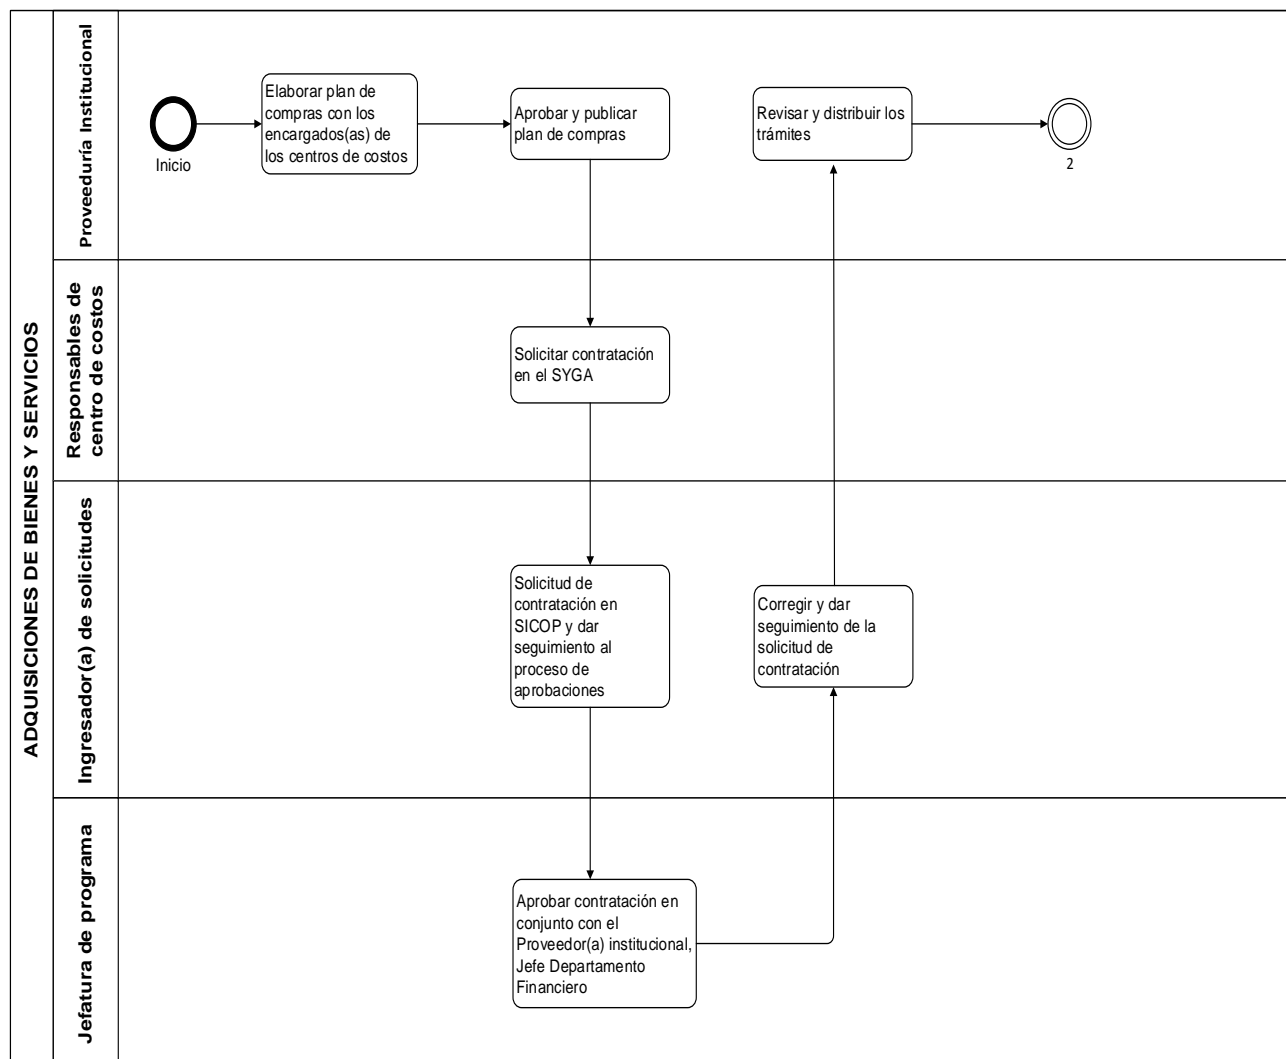 ADQUISICIONES DE BIENES Y SERVICIOS
Proveeduría Institucional
Inicio
Elaborar plan de
compras con los
encargados(as) de
los centros de costos
Aprobar y publicar
plan de compras
Revisar y distribuir los
trámites
2
Responsables de
centro de costos
Solicitar contratación
en el SYGA
Ingresador(a) de solicitudes
Solicitud de
contratación en
SICOP y dar
seguimiento al
proceso de
aprobaciones
Corregir y dar
seguimiento de la
solicitud de
contratación
Jefatura de programa
Aprobar contratación en
conjunto con el
Proveedor(a) institucional,
Jefe Departamento
Financiero